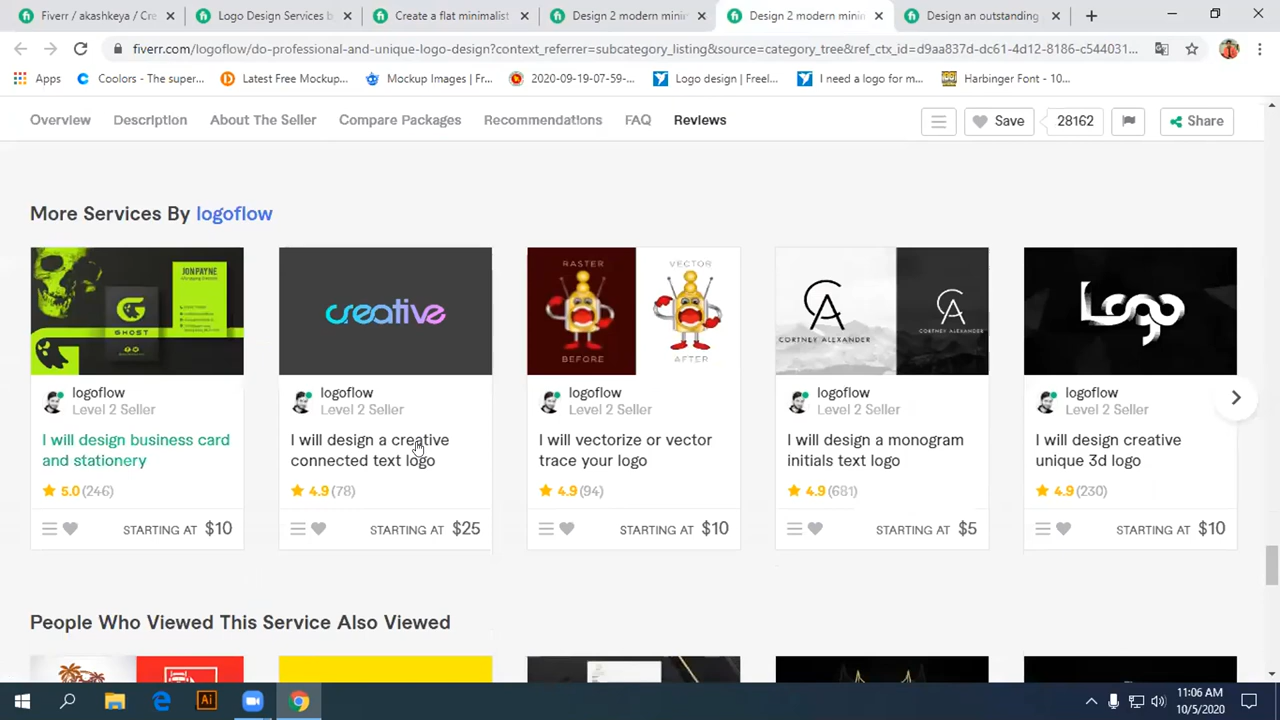 Fiverr / akashkeya / Cre
Logo Design Services b
Create a flat minimalist
Design 2 modern minim
Design 2 modern minim
Design an outstanding
fiverr.com/logoflow/do-professional-and-unique-logo-design?context_referrer=subcategory_listing&source=category_tree&ref_ctx_id=d9aa837d-dc61-4d12-8186-c544031...
Apps
Coolors - The super...
Latest Free Mockup...
Mockup Images | Fr...
2020-09-19-07-59-...
Logo design | Freel...
I need a logo for m...
Harbinger Font - 10...
Overview
Description
About The Seller
Compare Packages
Recommendations
FAQ
Reviews
Save
28162
Share
More Services By logoflow
JONPAYNE
GHOST
GO
creative
RASTER
VECTOR
BEFORE
AFTER
CA
CORTNEY ALEXANDER
CA
CORTNEY ALEXANDER
Logo
logoflow
Level 2 Seller
I will design business card
and stationery
5.0 (246)
STARTING AT $10
logoflow
Level 2 Seller
I will design a creative
connected text logo
4.9 (78)
STARTING AT $25
logoflow
Level 2 Seller
I will vectorize or vector
trace your logo
4.9 (94)
STARTING AT $10
logoflow
Level 2 Seller
I will design a monogram
initials text logo
4.9 (681)
STARTING AT $5
logoflow
Level 2 Seller
I will design creative
unique 3d logo
4.9 (230)
STARTING AT $10
People Who Viewed This Service Also Viewed
Ai
11:06 AM
10/5/2020